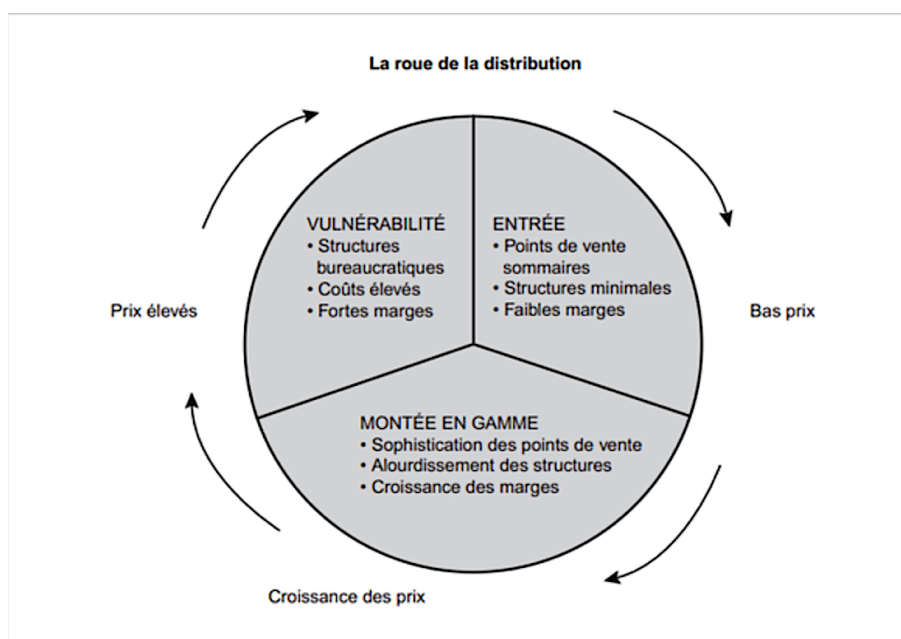 La roue de la distribution
VULNÉRABILITÉ
• Structures
bureaucratiques
• Coûts élevés
• Fortes marges
ENTRÉE
• Points de vente
sommaires
• Structures minimales
• Faibles marges
Prix élevés
Bas prix
MONTÉE EN GAMME
• Sophistication des points de vente
• Alourdissement des structures
• Croissance des marges
Croissance des prix